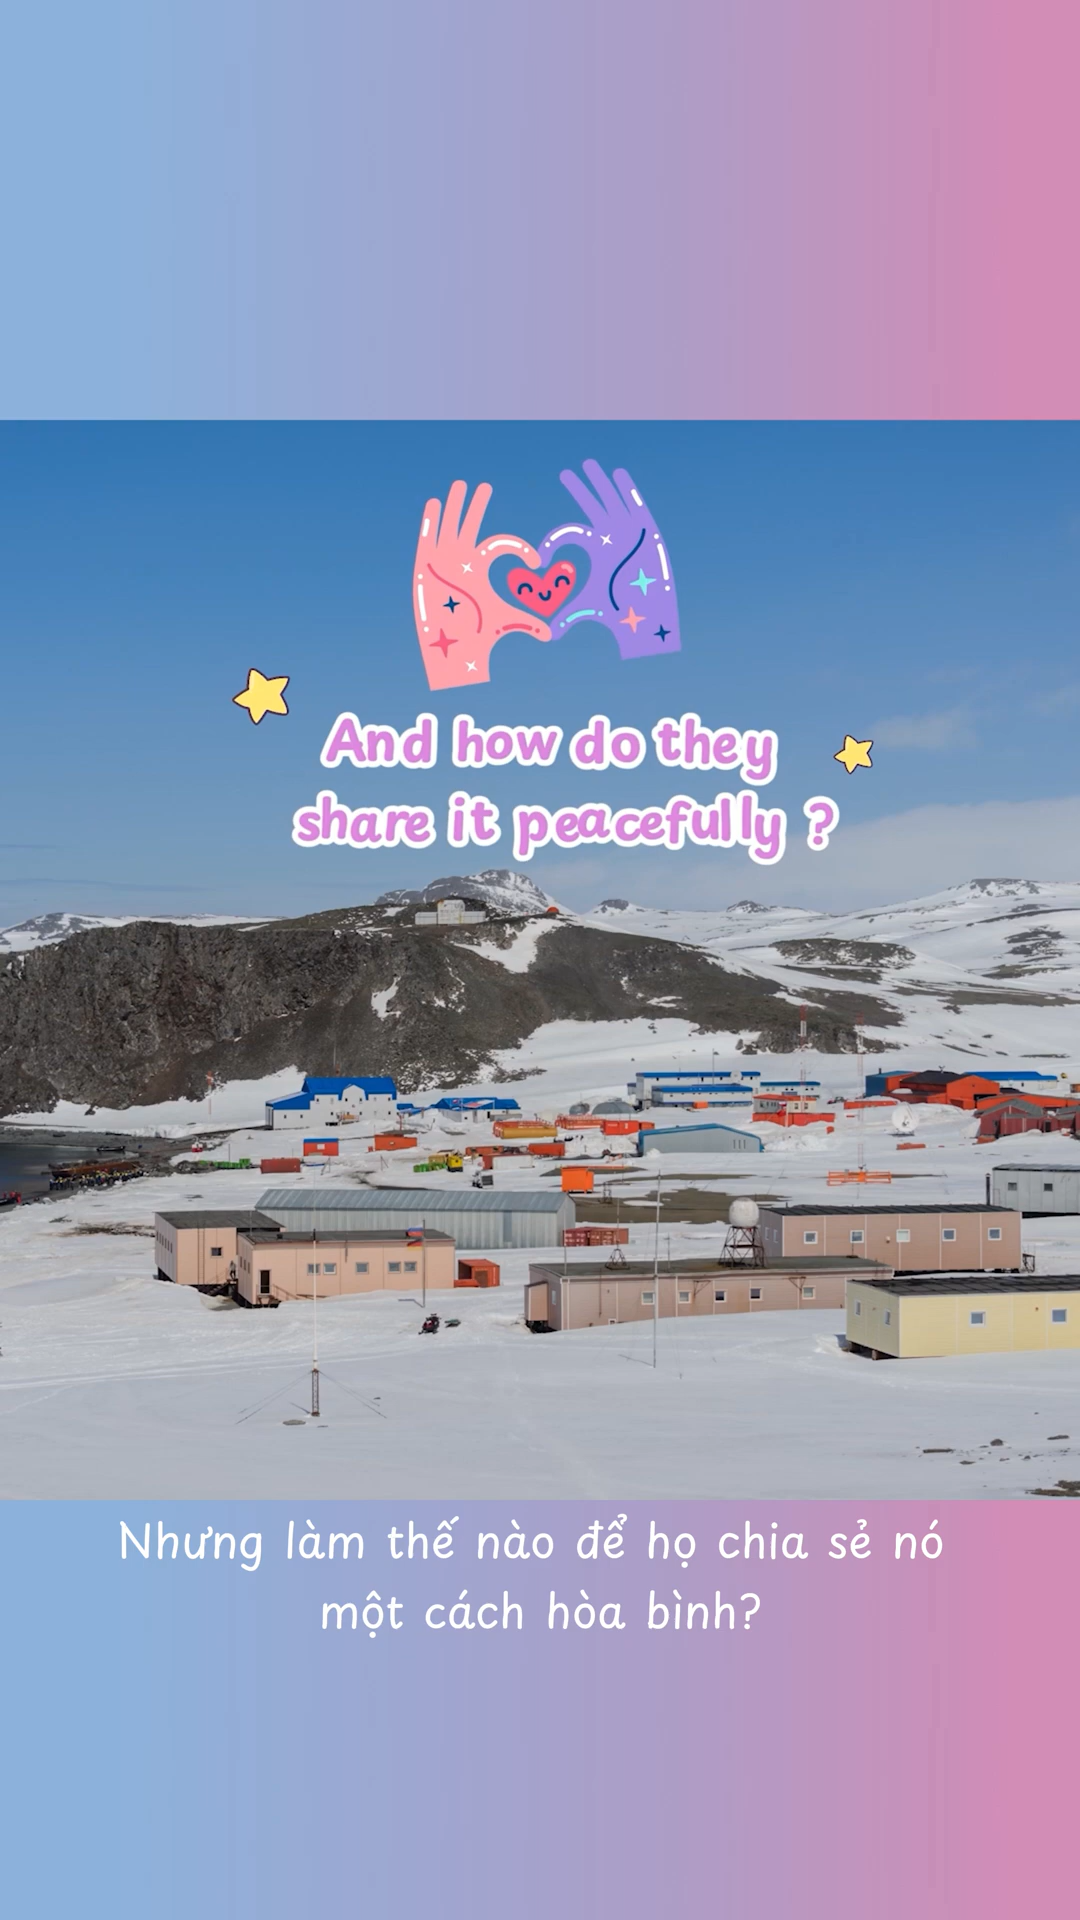 And how do they
share it peacefully ?
Nhưng làm thế nào để họ chia sẻ nó
một cách hòa bình?